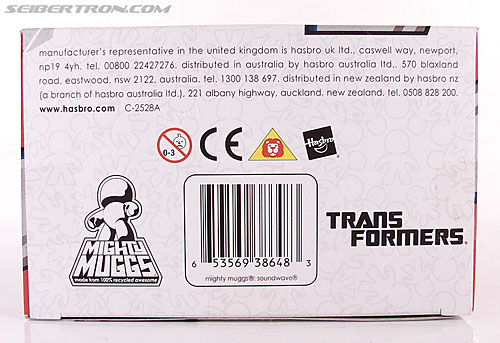 SEIBERTRON.COM
manufacturer's representative in the united kingdom is hasbro uk ltd., caswell way, newport,
np19 4yh. tel. 00800 22427276. distributed in australia by hasbro australia ltd., 570 blaxland
road, eastwood, nsw 2122, australia. tel. 1300 138 697. distributed in new zealand by hasbro nz
(a branch of hasbro australia ltd.), 221 albany highway, auckland, new zealand. tel. 0508 828 200.
www.hasbro.com C-2528A
0-3
CE
Hasbro
MIGHTY
MUGGS
made from 100% recycled awesome
6 53569 38648 3
mighty muggs®: soundwave®
TRANS
FORMERS.